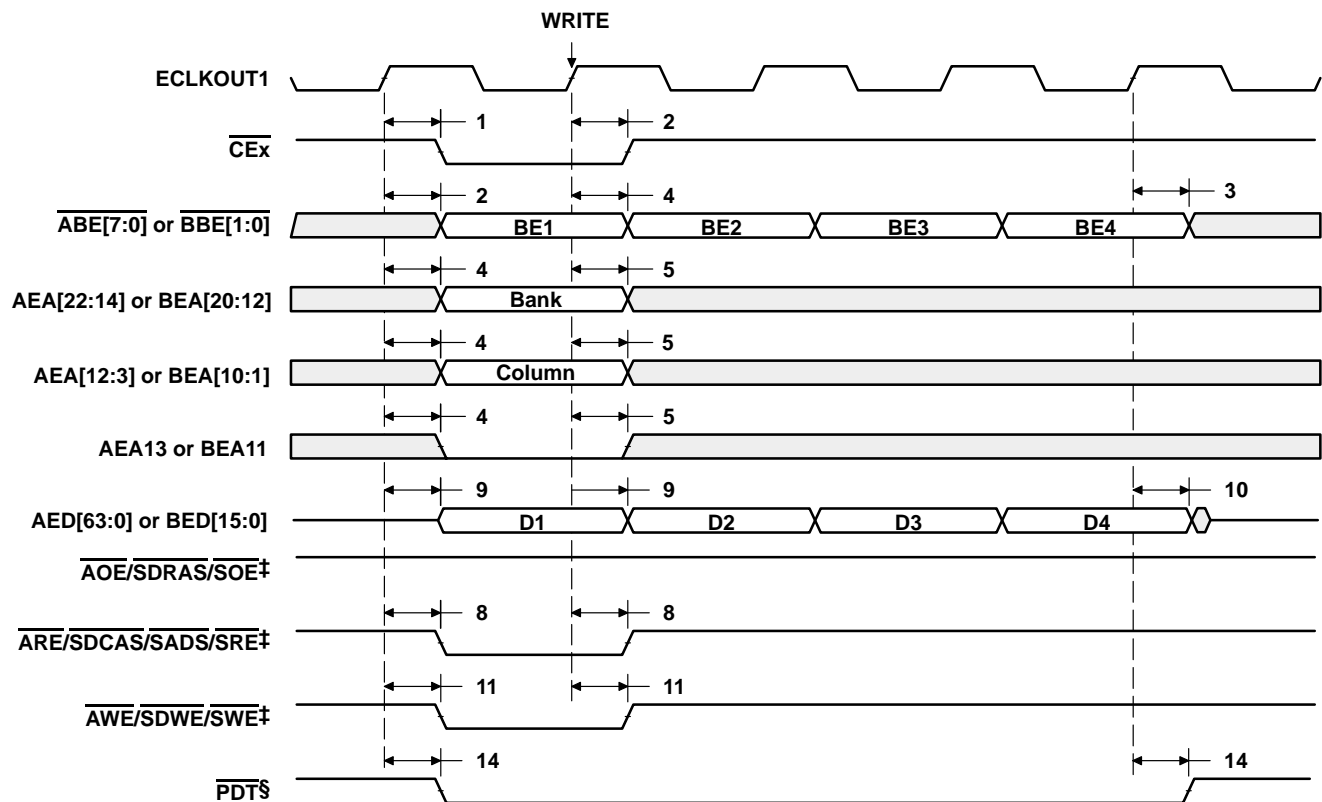 WRITE
ECLKOUT1
1 2
CEx
2 4 3
ABE[7:0] or BBE[1:0] BE1 BE2 BE3 BE4
4 5
AEA[22:14] or BEA[20:12] Bank
4 5
AEA[12:3] or BEA[10:1] Column
4 5
AEA13 or BEA11
9 9 10
AED[63:0] or BED[15:0] D1 D2 D3 D4
AOE/SDRAS/SOE‡
8 8
ARE/SDCAS/SADS/SRE‡
11 11
AWE/SDWE/SWE‡
14 14
PDT§